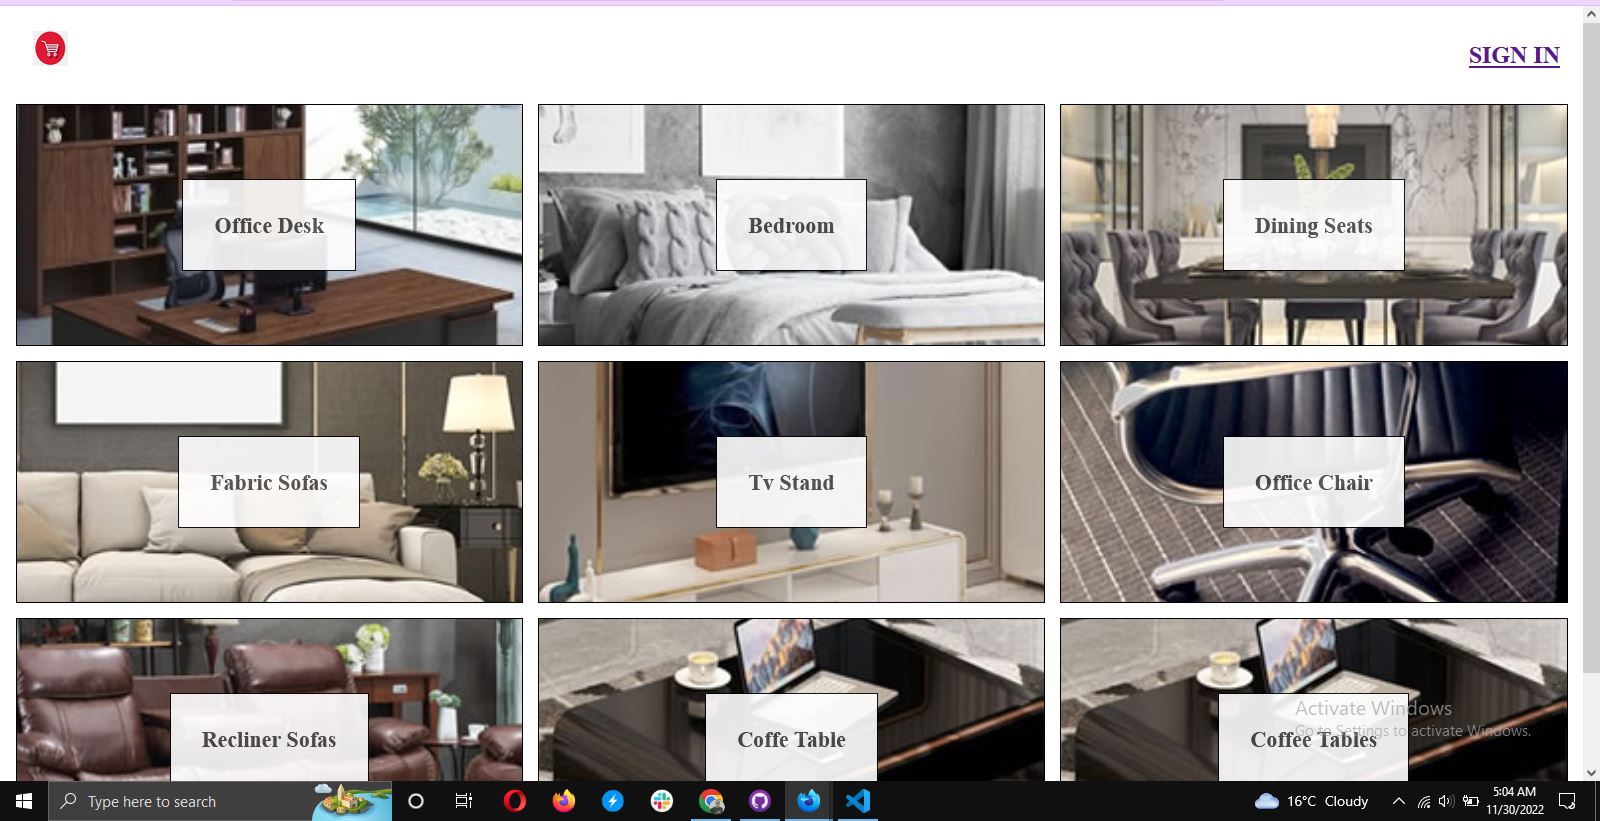 SIGN IN
Office Desk
Bedroom
Dining Seats
Fabric Sofas
Tv Stand
Office Chair
Recliner Sofas
Coffe Table
Coffee Tables
Activate Windows
Go to Settings to activate Windows.
Type here to search
16°C Cloudy
5:04 AM
11/30/2022